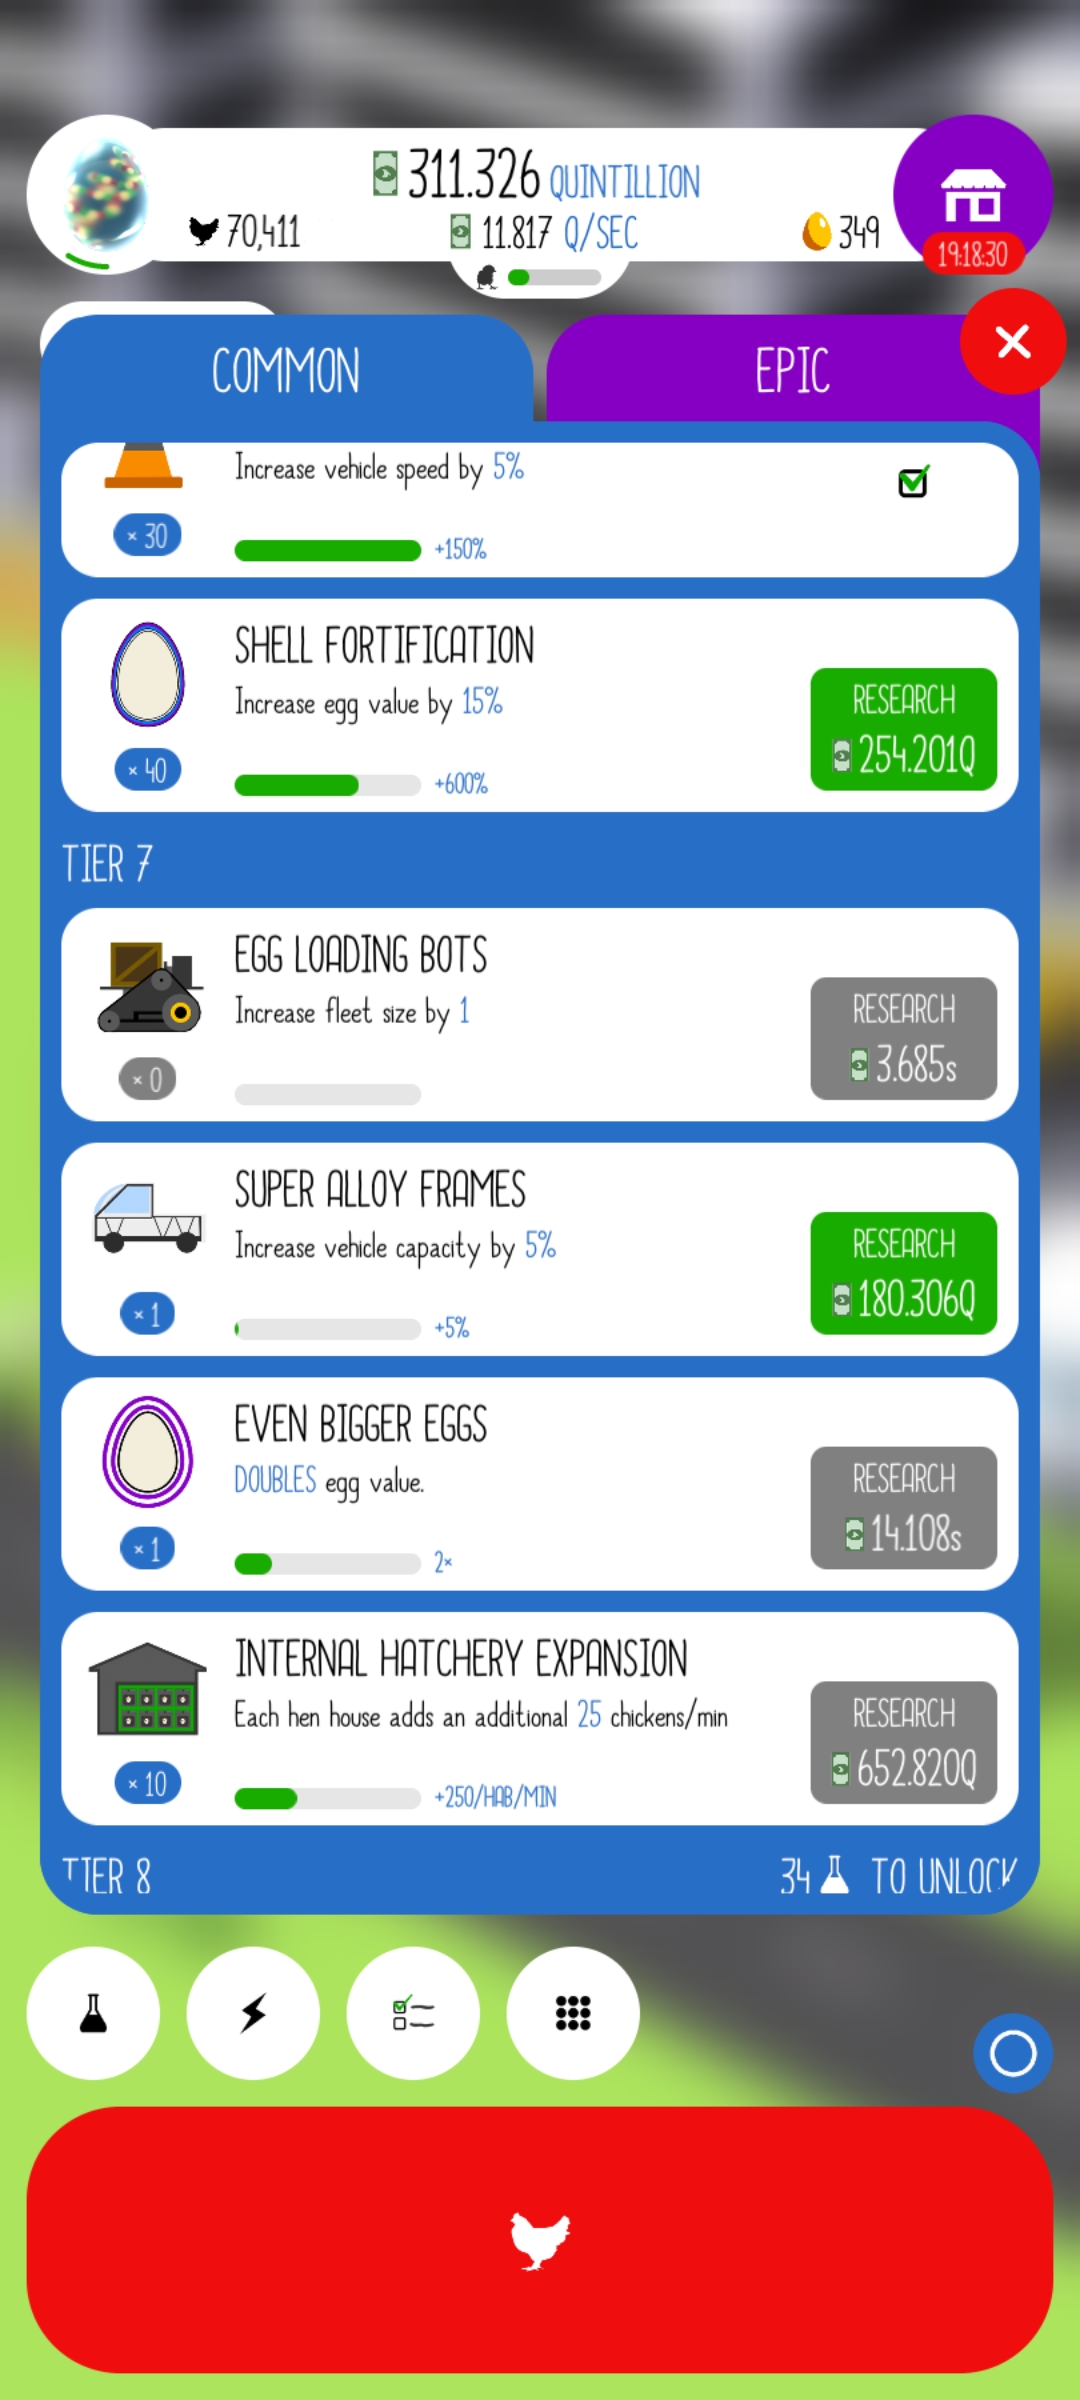 311.326 QUINTILLION
70,411
11.817 Q/SEC
349
19:18:30
COMMON
EPIC
Increase vehicle speed by 5%
× 30
+150%
SHELL FORTIFICATION
Increase egg value by 15%
RESEARCH
254.201Q
× 40
+600%
TIER 7
EGG LOADING BOTS
Increase fleet size by 1
RESEARCH
3.685s
× 0
SUPER ALLOY FRAMES
Increase vehicle capacity by 5%
RESEARCH
180.306Q
× 1
+5%
EVEN BIGGER EGGS
DOUBLES egg value.
RESEARCH
14.108s
× 1
2×
INTERNAL HATCHERY EXPANSION
Each hen house adds an additional 25 chickens/min
RESEARCH
652.820Q
× 10
+250/HAB/MIN
TIER 8
34 TO UNLOCK